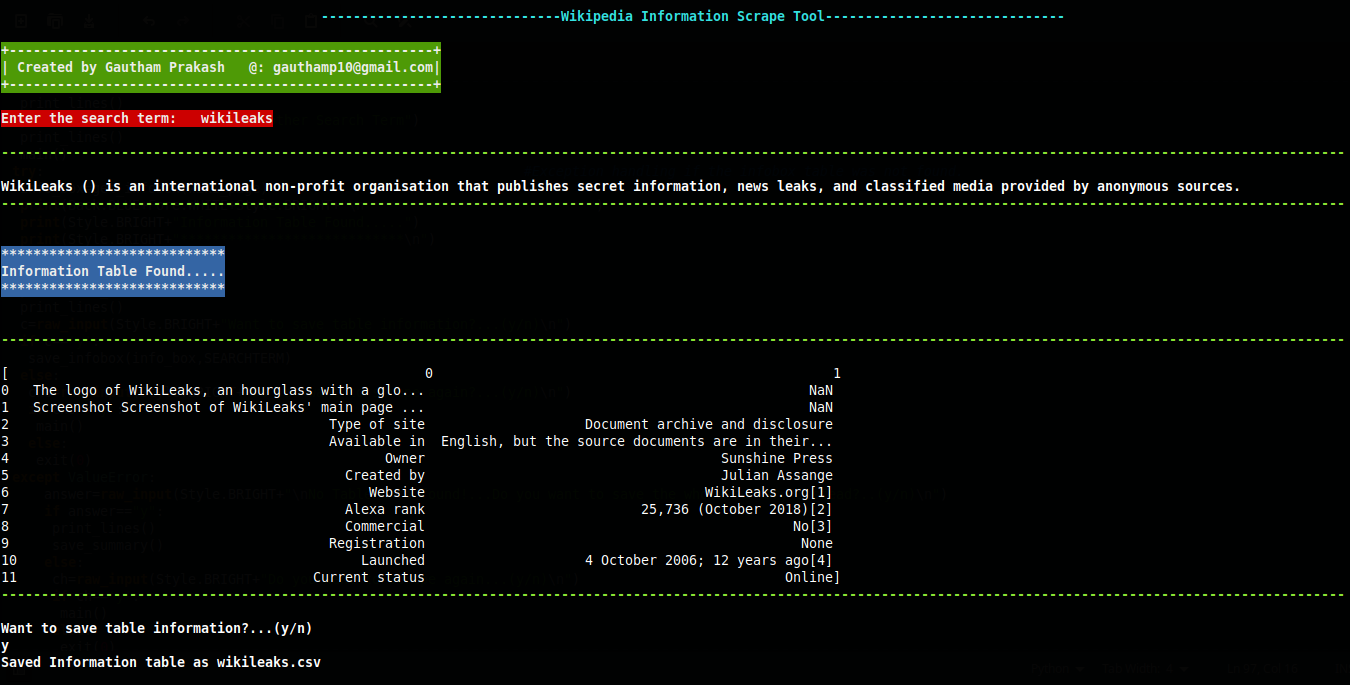 ------------------------------Wikipedia Information Scrape Tool------------------------------
+-----------------------------------------------------+
| Created by Gautham Prakash   @: gauthamp10@gmail.com|
+-----------------------------------------------------+
Enter the search term:   wikileaks
------------------------------------------------------------------------------------------------------------------------------------------------------------------------
WikiLeaks () is an international non-profit organisation that publishes secret information, news leaks, and classified media provided by anonymous sources.
------------------------------------------------------------------------------------------------------------------------------------------------------------------------
****************************
Information Table Found.....
****************************
------------------------------------------------------------------------------------------------------------------------------------------------------------------------
[                                                    0                                                  1
0   The logo of WikiLeaks, an hourglass with a glo...                                                NaN
1   Screenshot Screenshot of WikiLeaks' main page ...                                                NaN
2                                        Type of site                    Document archive and disclosure
3                                        Available in  English, but the source documents are in their...
4                                               Owner                                     Sunshine Press
5                                          Created by                                     Julian Assange
6                                             Website                                   WikiLeaks.org[1]
7                                          Alexa rank                           25,736 (October 2018)[2]
8                                          Commercial                                              No[3]
9                                        Registration                                               None
10                                           Launched                    4 October 2006; 12 years ago[4]
11                                     Current status                                             Online]
------------------------------------------------------------------------------------------------------------------------------------------------------------------------
Want to save table information?...(y/n)
y
Saved Information table as wikileaks.csv